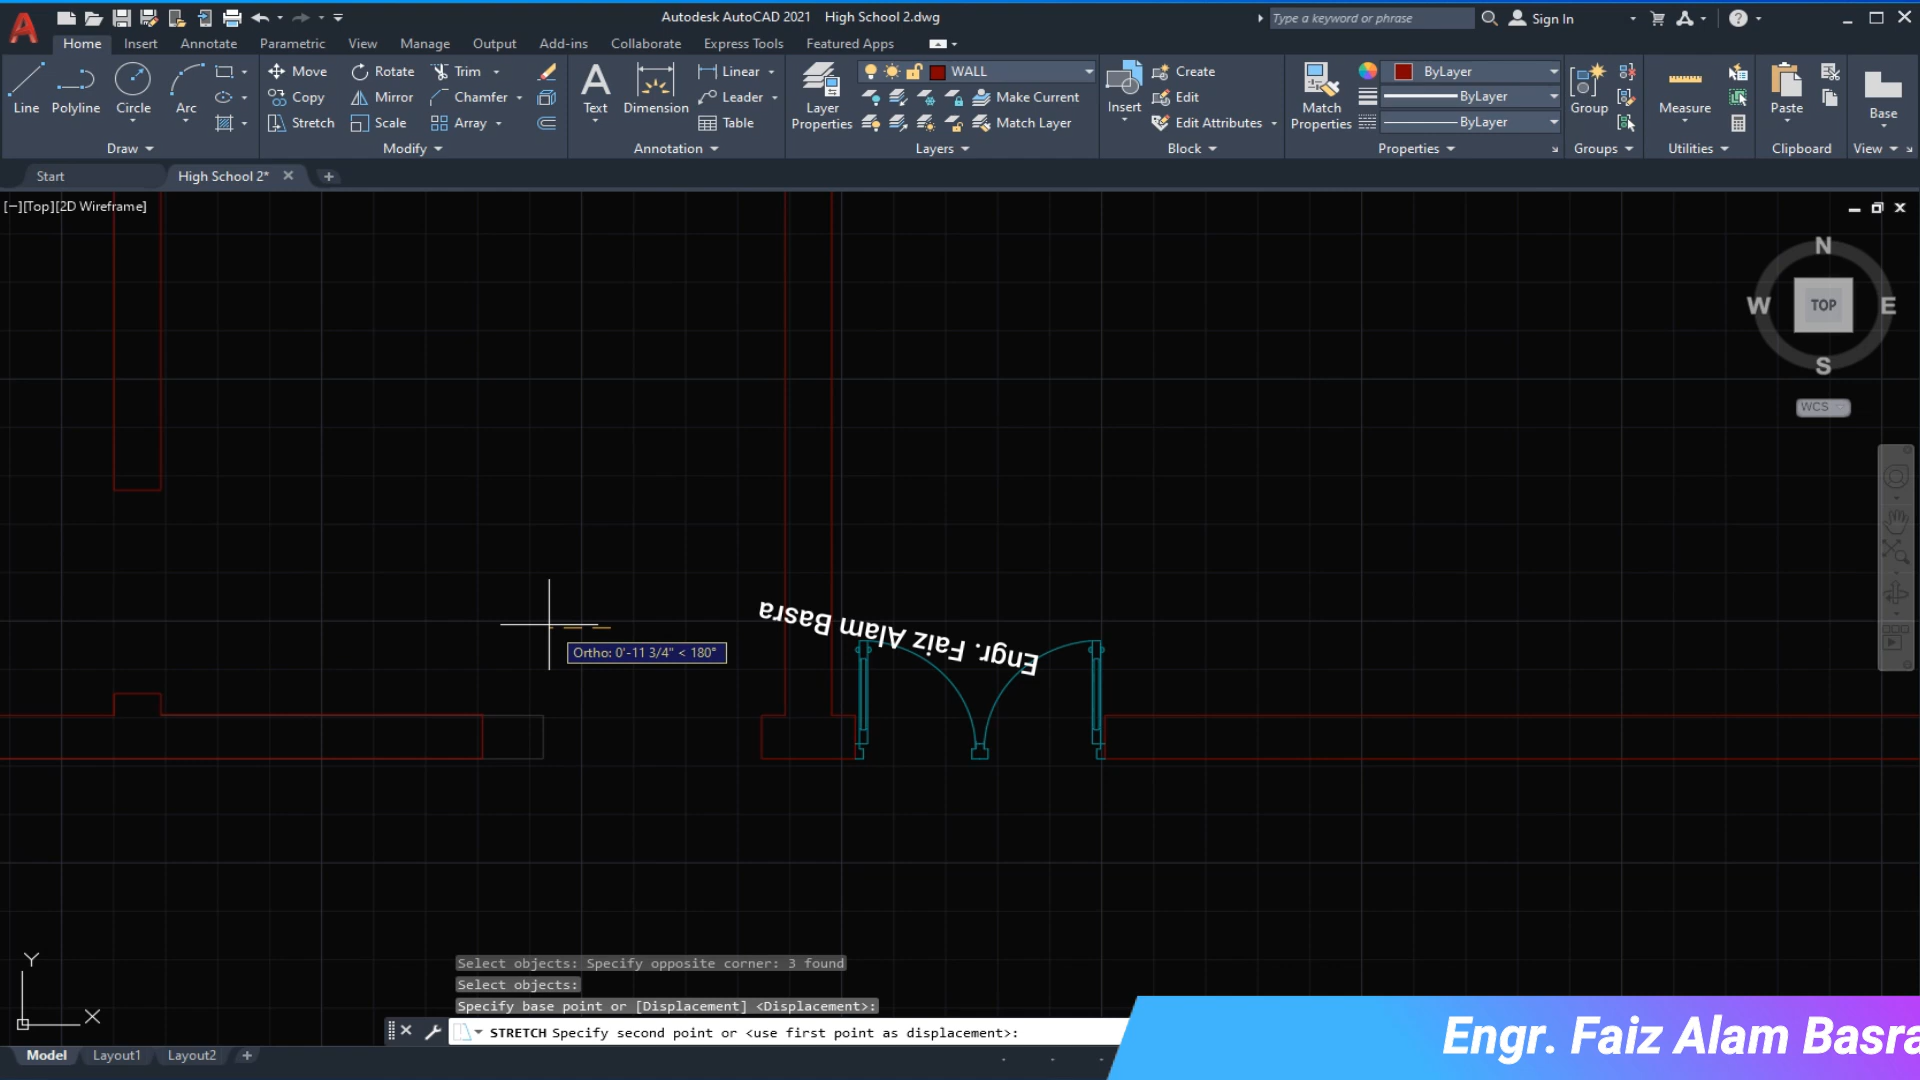 Autodesk AutoCAD 2021 High School 2.dwg
Type a keyword or phrase
Sign In
Home Insert Annotate Parametric View Manage Output Add-ins Collaborate Express Tools Featured Apps
Line Polyline Circle Arc
Move Rotate Trim
Copy Mirror Chamfer
Stretch Scale Array
Text Dimension
Linear
Leader
Table
Layer Properties
WALL
Make Current
Match Layer
Insert
Create
Edit
Edit Attributes
Match Properties
ByLayer
ByLayer
ByLayer
Group Measure Paste Base
Draw Modify Annotation Layers Block Properties Groups Utilities Clipboard View
Start High School 2*
[−][Top][2D Wireframe]
N
W TOP E
S
WCS
Engr. Faiz Alam Basra
Ortho: 0'-11 3/4" < 180°
Y
X
Select objects: Specify opposite corner: 3 found
Select objects:
Specify base point or [Displacement] <Displacement>:
STRETCH Specify second point or <use first point as displacement>:
Engr. Faiz Alam Basra
Model Layout1 Layout2